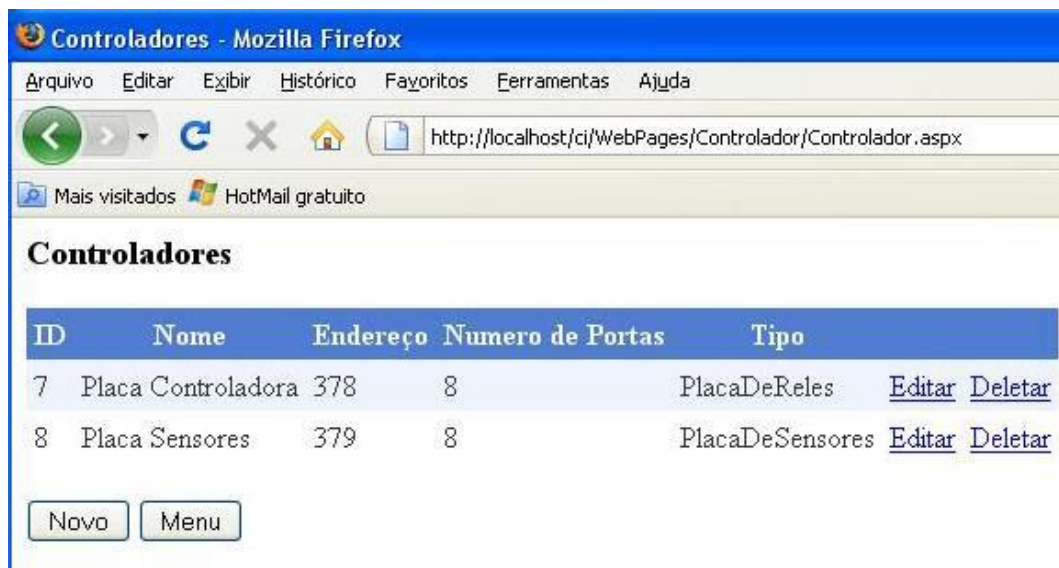 Controladores - Mozilla Firefox
Arquivo Editar Exibir Histórico Favoritos Ferramentas Ajuda
http://localhost/ci/WebPages/Controlador/Controlador.aspx
Mais visitados HotMail gratuito
Controladores
ID Nome Endereço Numero de Portas Tipo
7 Placa Controladora 378 8 PlacaDeReles Editar Deletar
8 Placa Sensores 379 8 PlacaDeSensores Editar Deletar
Novo Menu